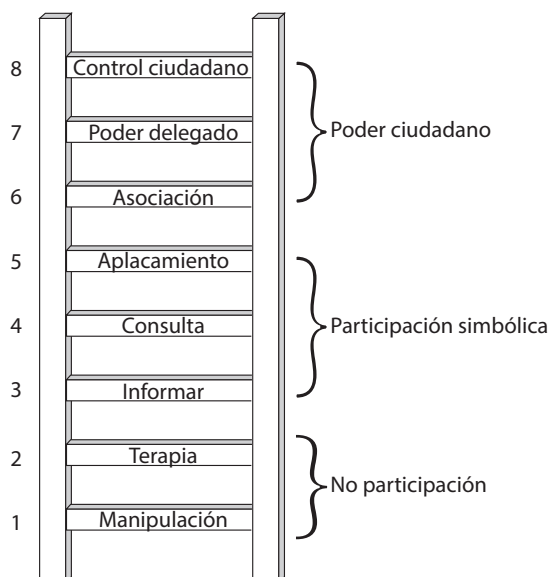 8 Control ciudadano
7 Poder delegado
Poder ciudadano
6 Asociación
5 Aplacamiento
4 Consulta
Participación simbólica
3 Informar
2 Terapia
No participación
1 Manipulación